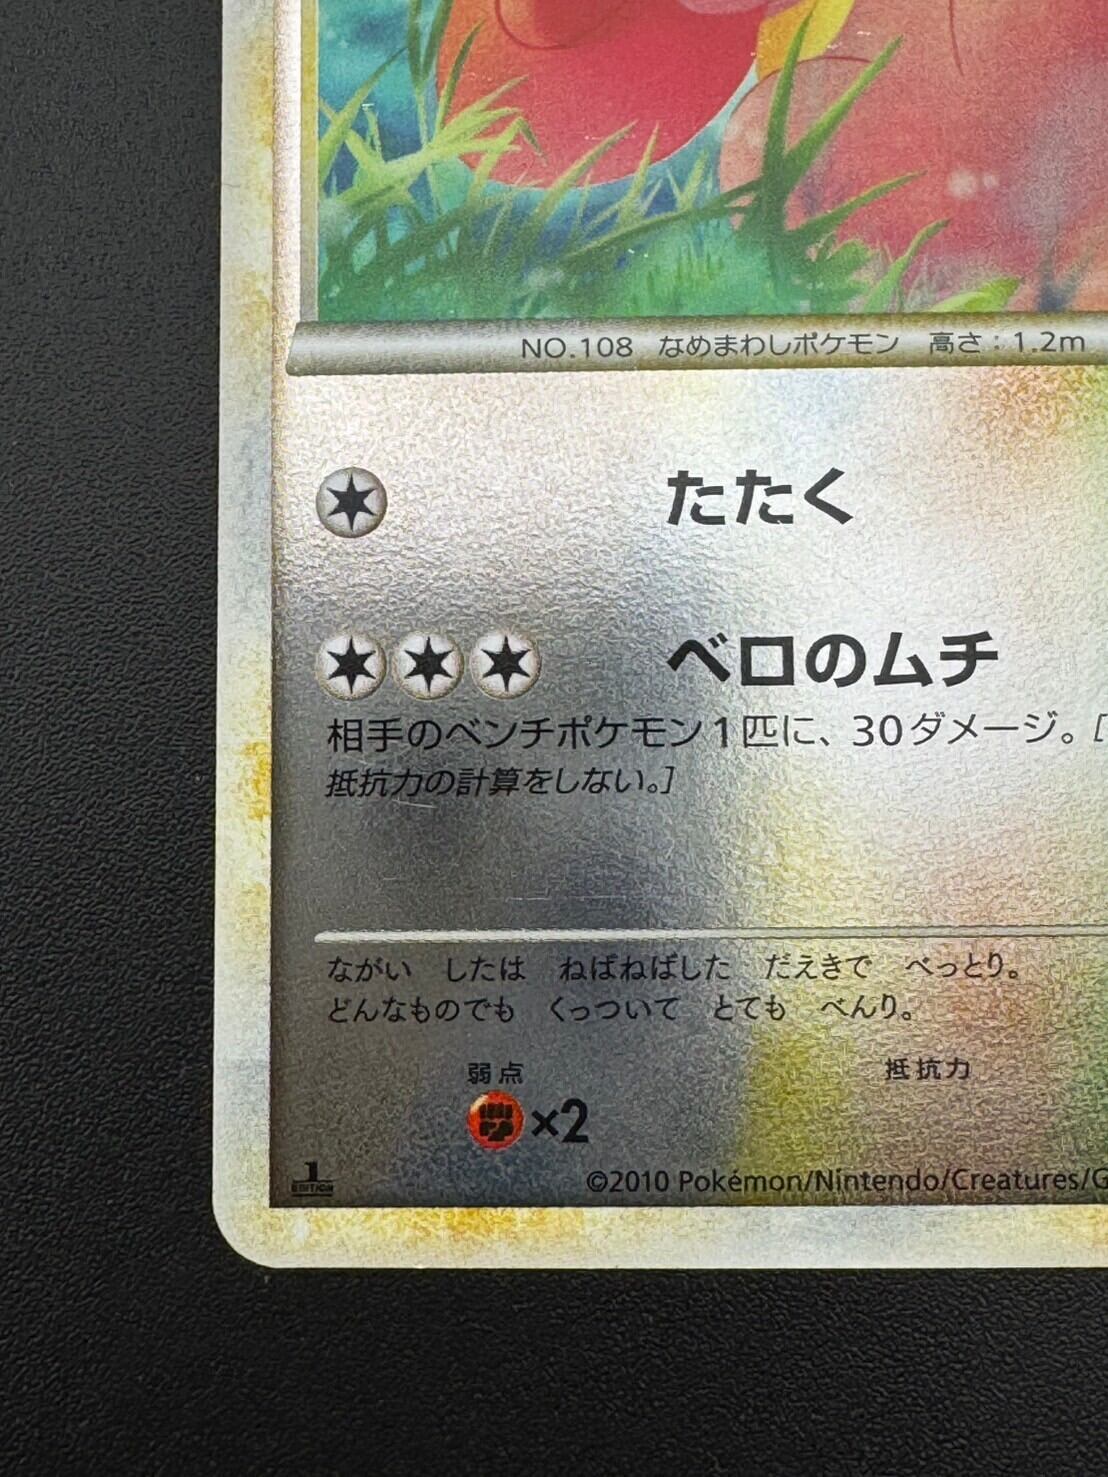 NO.108 なめまわしポケモン 高さ：1.2m
たたく
ベロのムチ
相手のベンチポケモン1匹に、30ダメージ。[
抵抗力の計算をしない。]
ながい したは ねばねばした だえきで べっとり。
どんなものでも くっついて とても べんり。
弱点 抵抗力
×2
1 EDITION
©2010 Pokémon/Nintendo/Creatures/G